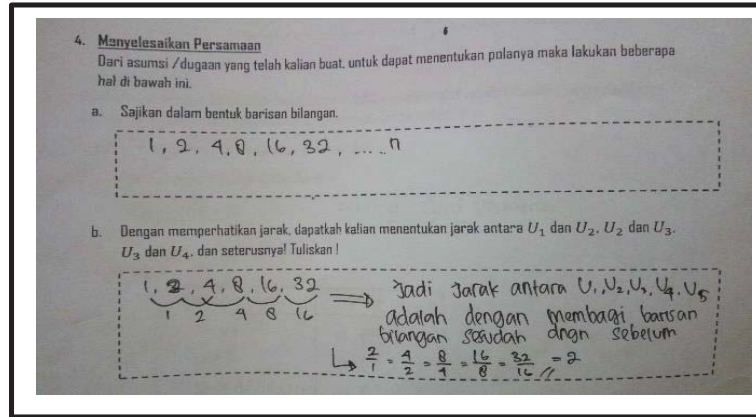 4. Menyelesaikan Persamaan
Dari asumsi /dugaan yang telah kalian buat, untuk dapat menentukan polanya maka lakukan beberapa
hal di bawah ini.
a. Sajikan dalam bentuk barisan bilangan.
1, 2, 4, 8, 16, 32, ..... n
b. Dengan memperhatikan jarak, dapatkah kalian menentukan jarak antara U₁ dan U₂, U₂ dan U₃,
U₃ dan U₄, dan seterusnya! Tuliskan !
1, 2, 4, 8, 16, 32
1 2 4 8 16
⇒ Jadi Jarak antara U₁, U₂, U₃, U₄, U₅
adalah dengan membagi barisan
bilangan sesudah dngn sebelum
↳ 2/1 = 4/2 = 8/4 = 16/8 = 32/16 = 2 //